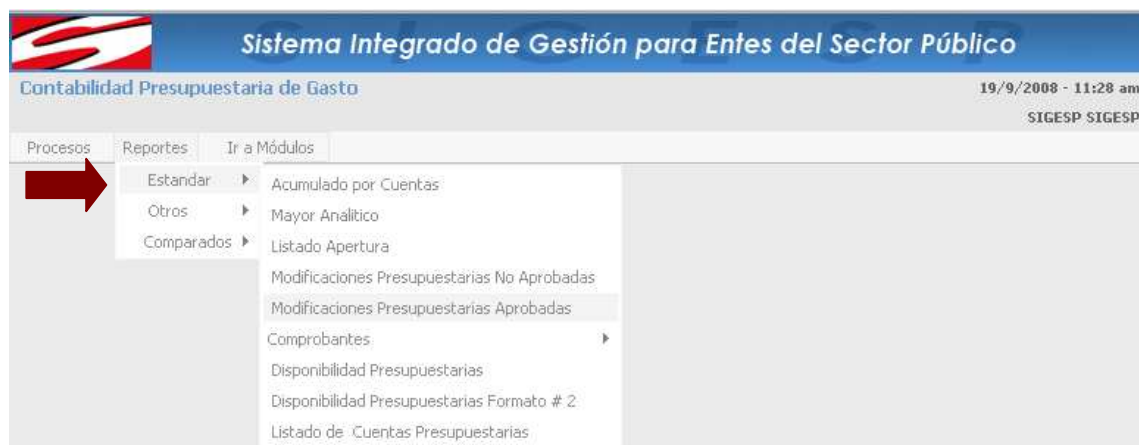 Sistema Integrado de Gestión para Entes del Sector Público
Contabilidad Presupuestaria de Gasto
19/9/2008 - 11:28 am
SIGESP SIGESP
Procesos Reportes Ir a Módulos
Estandar
Otros
Comparados
Acumulado por Cuentas
Mayor Analitico
Listado Apertura
Modificaciones Presupuestarias No Aprobadas
Modificaciones Presupuestarias Aprobadas
Comprobantes
Disponibilidad Presupuestarias
Disponibilidad Presupuestarias Formato # 2
Listado de Cuentas Presupuestarias